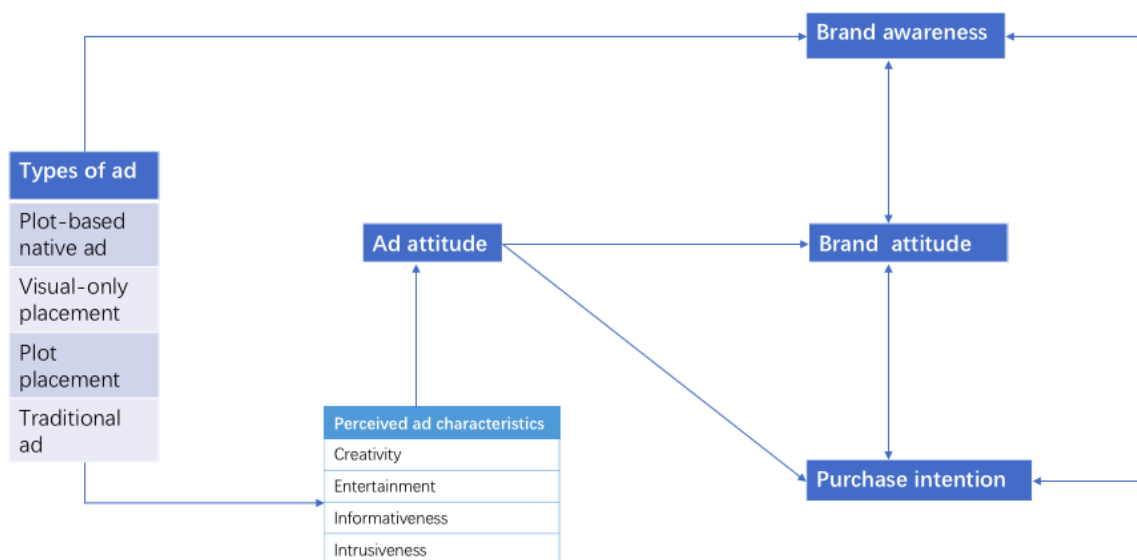 Brand awareness
Types of ad
Plot-based
native ad
Visual-only
placement
Plot
placement
Traditional
ad
Ad attitude
Brand attitude
Perceived ad characteristics
Creativity
Entertainment
Informativeness
Intrusiveness
Purchase intention